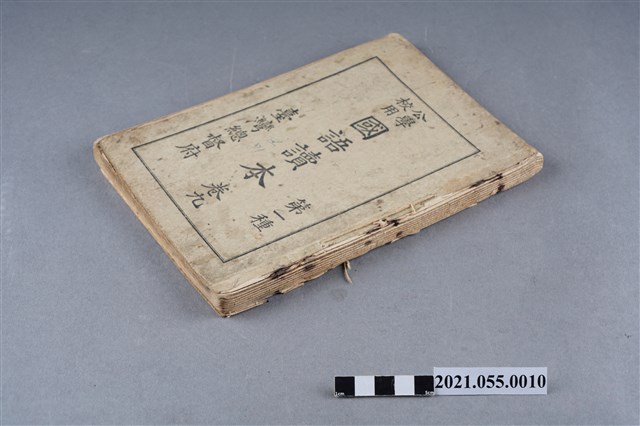 公學
校用
國語讀本
第一種
卷九
臺灣總督府
2021.055.0010